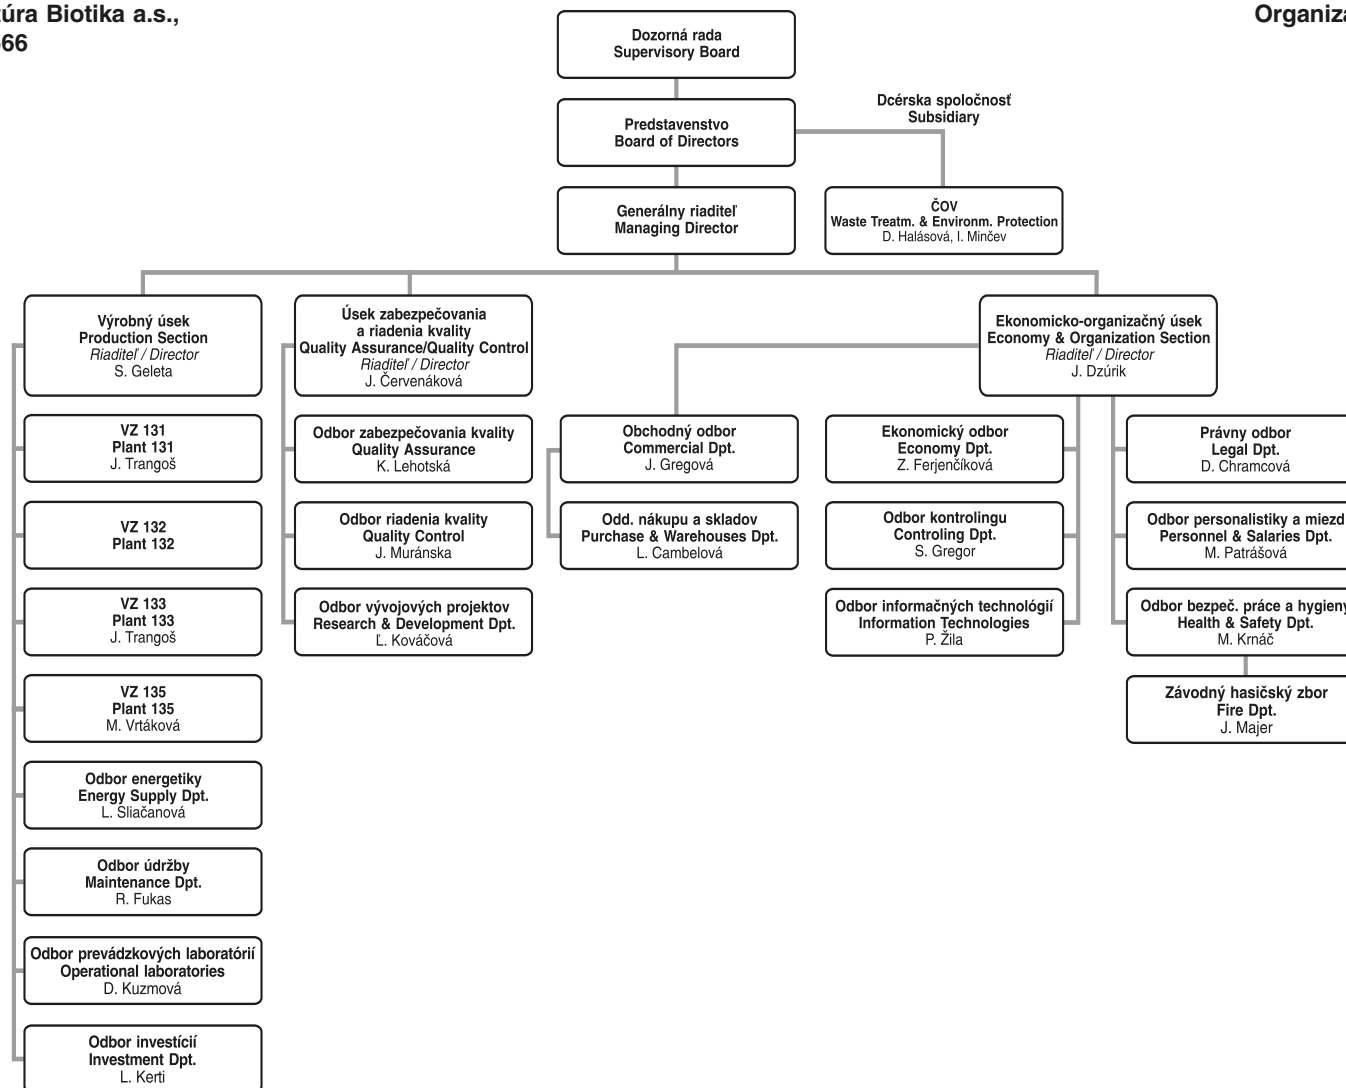 Biotika a.s.,
Dozorná rada
Supervisory Board
Predstavenstvo
Board of Directors
Dcérska spoločnosť
Subsidiary
Generálny riaditeľ
Managing Director
ČOV
Waste Treatm. & Environm. Protection
D. Halásová, I. Minčev
Výrobný úsek
Production Section
Riaditeľ / Director
S. Geleta
Úsek zabezpečovania
a riadenia kvality
Quality Assurance/Quality Control
Riaditeľ / Director
J. Červenáková
Ekonomicko-organizačný úsek
Economy & Organization Section
Riaditeľ / Director
J. Dzúrik
VZ 131
Plant 131
J. Trangoš
Odbor zabezpečovania kvality
Quality Assurance
K. Lehotská
Obchodný odbor
Commercial Dpt.
J. Gregová
Ekonomický odbor
Economy Dpt.
Z. Ferjenčíková
Právny odbor
Legal Dpt.
D. Chramcová
VZ 132
Plant 132
Odbor riadenia kvality
Quality Control
J. Muránska
Odd. nákupu a skladov
Purchase & Warehouses Dpt.
L. Cambelová
Odbor kontrolingu
Controling Dpt.
S. Gregor
Odbor personalistiky a miezd
Personnel & Salaries Dpt.
M. Patrášová
VZ 133
Plant 133
J. Trangoš
Odbor vývojových projektov
Research & Development Dpt.
Ľ. Kováčová
Odbor informačných technológií
Information Technologies
P. Žila
Odbor bezpeč. práce a hygieny
Health & Safety Dpt.
M. Krnáč
VZ 135
Plant 135
M. Vrtáková
Závodný hasičský zbor
Fire Dpt.
J. Majer
Odbor energetiky
Energy Supply Dpt.
L. Sliačanová
Odbor údržby
Maintenance Dpt.
R. Fukas
Odbor prevádzkových laboratórií
Operational laboratories
D. Kuzmová
Odbor investícií
Investment Dpt.
L. Kerti